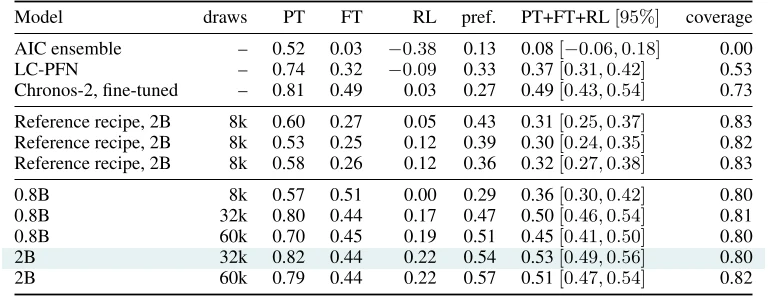 Model draws PT FT RL pref. PT+FT+RL [95%] coverage
AIC ensemble – 0.52 0.03 −0.38 0.13 0.08 [−0.06, 0.18] 0.00
LC-PFN – 0.74 0.32 −0.09 0.33 0.37 [0.31, 0.42] 0.53
Chronos-2, fine-tuned – 0.81 0.49 0.03 0.27 0.49 [0.43, 0.54] 0.73
Reference recipe, 2B 8k 0.60 0.27 0.05 0.43 0.31 [0.25, 0.37] 0.83
Reference recipe, 2B 8k 0.53 0.25 0.12 0.39 0.30 [0.24, 0.35] 0.82
Reference recipe, 2B 8k 0.58 0.26 0.12 0.36 0.32 [0.27, 0.38] 0.83
0.8B 8k 0.57 0.51 0.00 0.29 0.36 [0.30, 0.42] 0.80
0.8B 32k 0.80 0.44 0.17 0.47 0.50 [0.46, 0.54] 0.81
0.8B 60k 0.70 0.45 0.19 0.51 0.45 [0.41, 0.50] 0.80
2B 32k 0.82 0.44 0.22 0.54 0.53 [0.49, 0.56] 0.80
2B 60k 0.79 0.44 0.22 0.57 0.51 [0.47, 0.54] 0.82